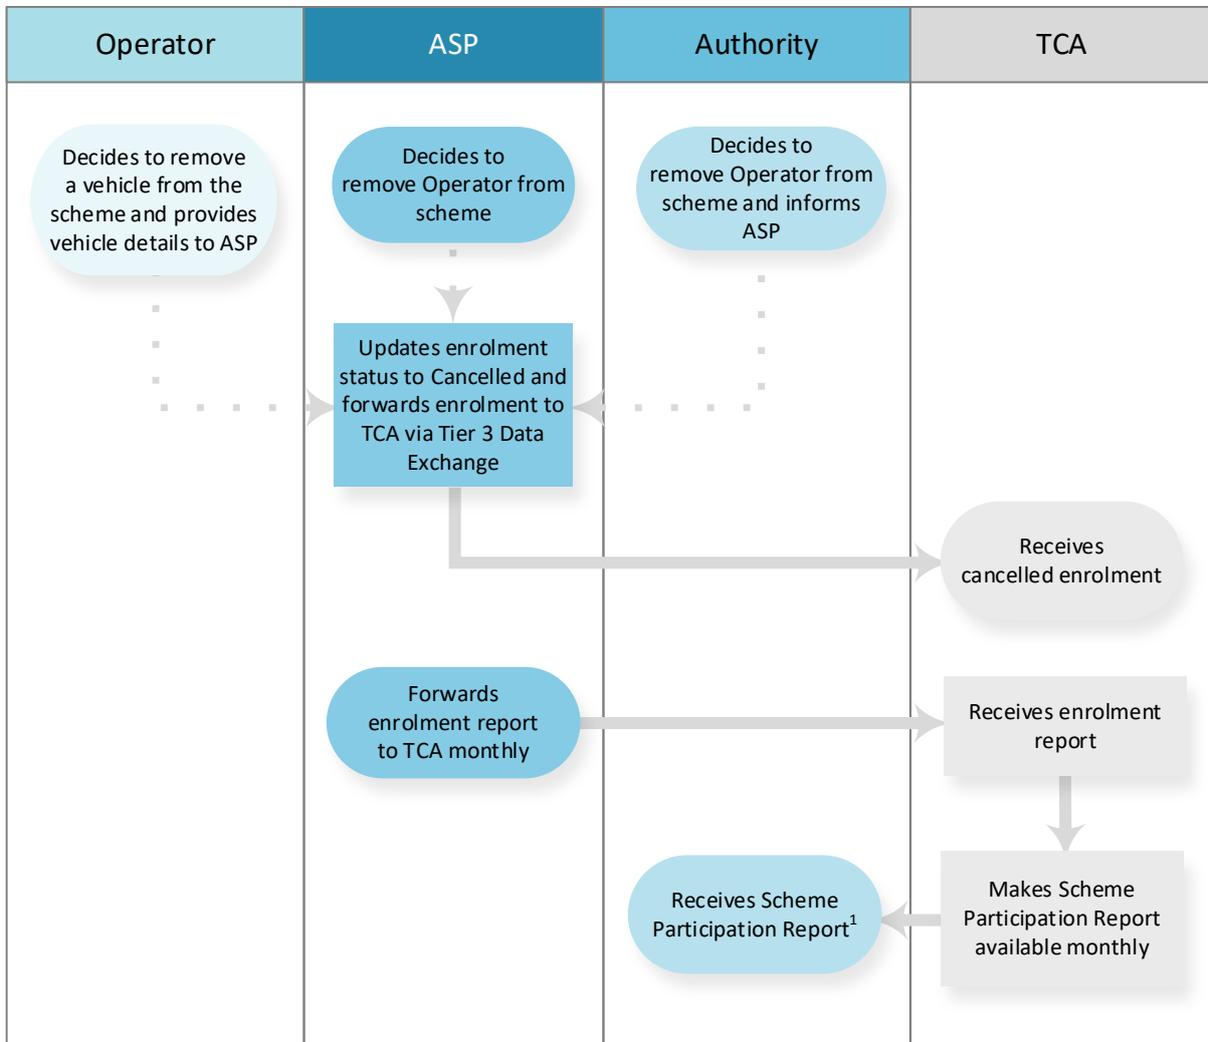 Operator
ASP
Authority
TCA
Decides to remove
a vehicle from the
scheme and provides
vehicle details to ASP
Decides to
remove Operator from
scheme
Decides to
remove Operator from
scheme and informs
ASP
Updates enrolment
status to Cancelled and
forwards enrolment to
TCA via Tier 3 Data
Exchange
Receives
cancelled enrolment
Forwards
enrolment report
to TCA monthly
Receives enrolment
report
Receives Scheme
Participation Report¹
Makes Scheme
Participation Report
available monthly